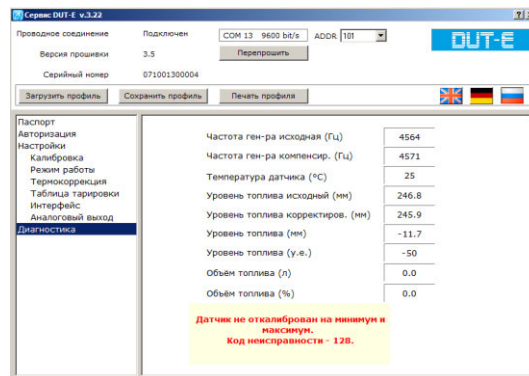 Сервис DUT-E v.3.22
Проводное соединение Подключен COM 13 9600 bit/s ADDR 101
DUT-E
Версия прошивки 3.5 Перепрошить
Серийный номер 071001300004
Загрузить профиль Сохранить профиль Печать профиля
Паспорт
Авторизация
Настройки
Калибровка
Режим работы
Термокоррекция
Таблица тарировки
Интерфейс
Аналоговый выход
Диагностика
Частота ген-ра исходная (Гц) 4564
Частота ген-ра компенсир. (Гц) 4571
Температура датчика (°C) 25
Уровень топлива исходный (мм) 246.8
Уровень топлива корректиров. (мм) 245.9
Уровень топлива (мм) -11.7
Уровень топлива (у.е.) -50
Объём топлива (л) 0.0
Объём топлива (%) 0.0
Датчик не откалиброван на минимум и
максимум.
Код неисправности - 128.